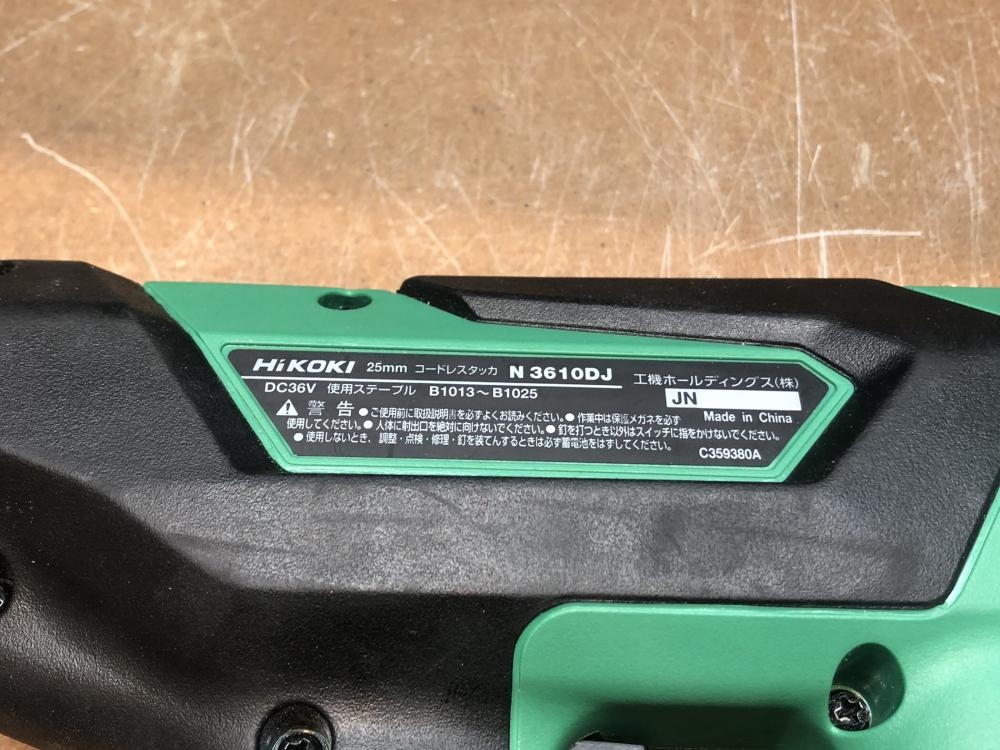 HiKOKI 25mm コードレスタッカ N 3610DJ 工機ホールディングス(株)
DC36V 使用ステープル B1013～B1025 JN
警告 ●ご使用前に取扱説明書を必ずよくお読みください。●作業中は保護メガネを必ず Made in China
使用してください。●人体に射出口を絶対に向けないでください。●釘を打つとき以外はスイッチに指をかけないでください。
●使用しないとき、調整・点検・修理・釘を装てんするときは必ず蓄電池をはずしてください。 C359380A